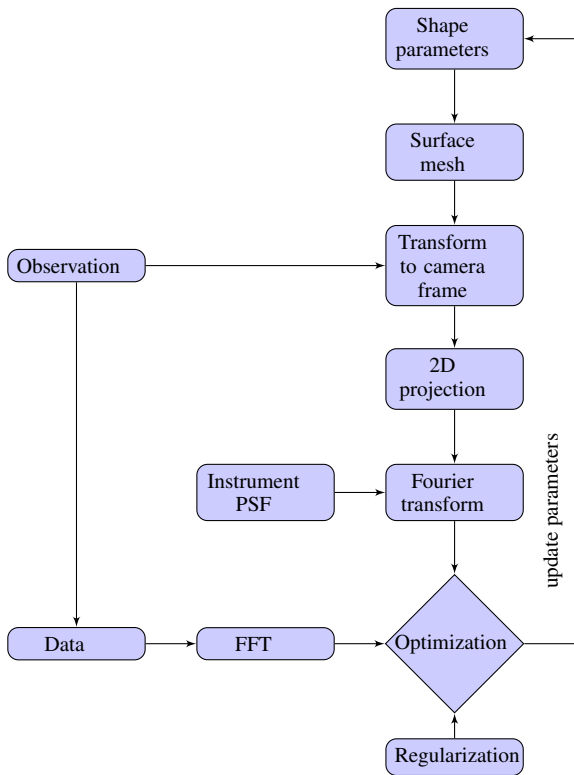 Shape
parameters
Surface
mesh
Observation
Transform
to camera
frame
2D
projection
Instrument
PSF
Fourier
transform
update parameters
Data
FFT
Optimization
Regularization